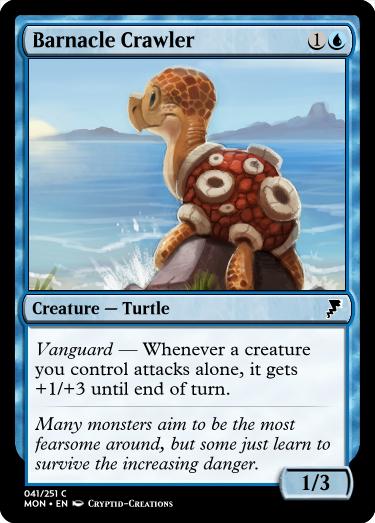 Barnacle Crawler 1
Creature — Turtle
Vanguard — Whenever a creature
you control attacks alone, it gets
+1/+3 until end of turn.
Many monsters aim to be the most
fearsome around, but some just learn to
survive the increasing danger.
1/3
041/251 C
MON • EN Cryptid-Creations